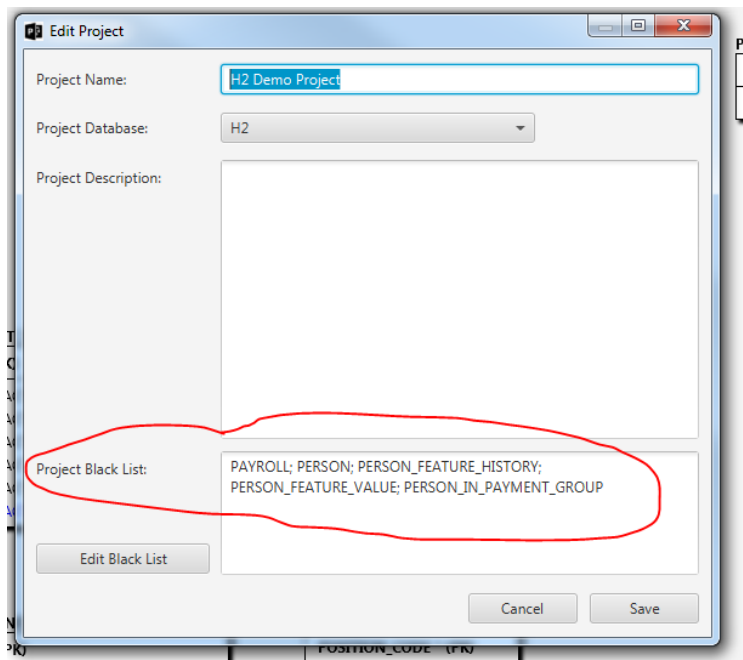 Edit Project
Project Name:
H2 Demo Project
Project Database:
H2
Project Description:
Project Black List:
PAYROLL; PERSON; PERSON_FEATURE_HISTORY;
PERSON_FEATURE_VALUE; PERSON_IN_PAYMENT_GROUP
Edit Black List
Cancel
Save
POSITION_CODE (PK)